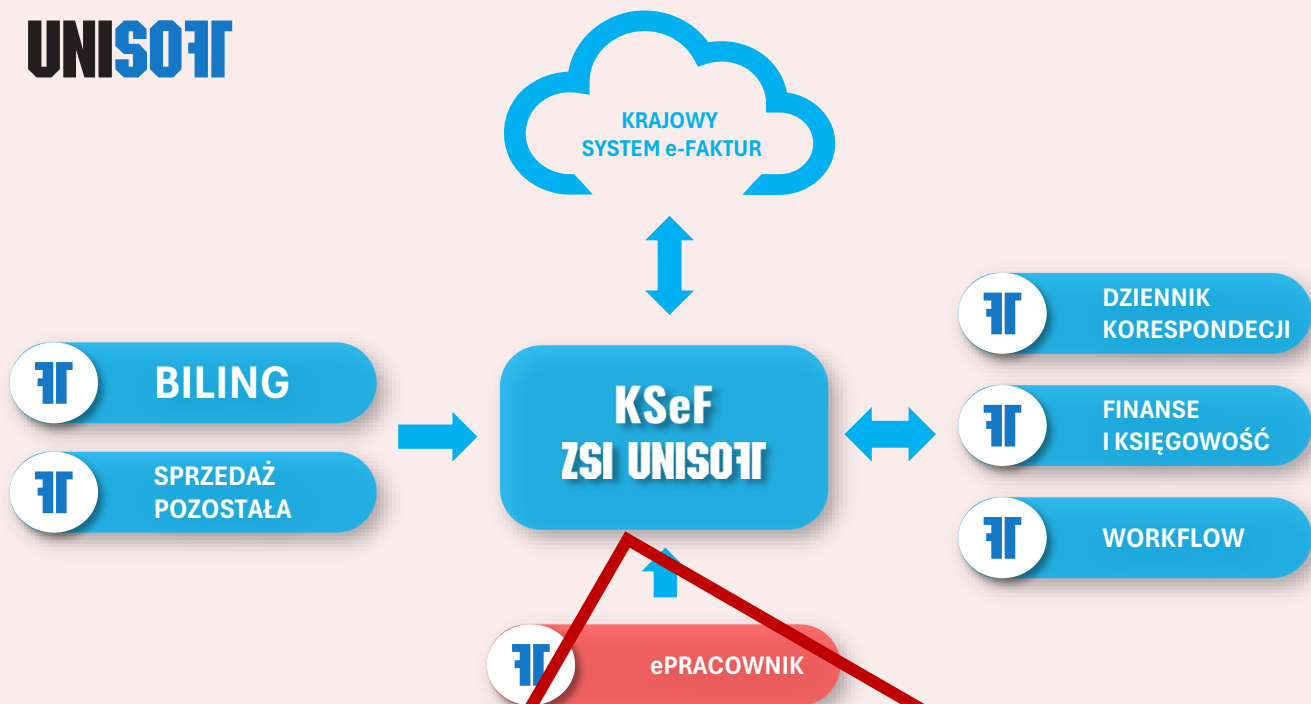 UNISOFT
KRAJOWY
SYSTEM e-FAKTUR
BILING
SPRZEDAŻ
POZOSTAŁA
KSeF
ZSI UNISOFT
DZIENNIK
KORESPONDECJI
FINANSE
I KSIĘGOWOŚĆ
WORKFLOW
ePRACOWNIK